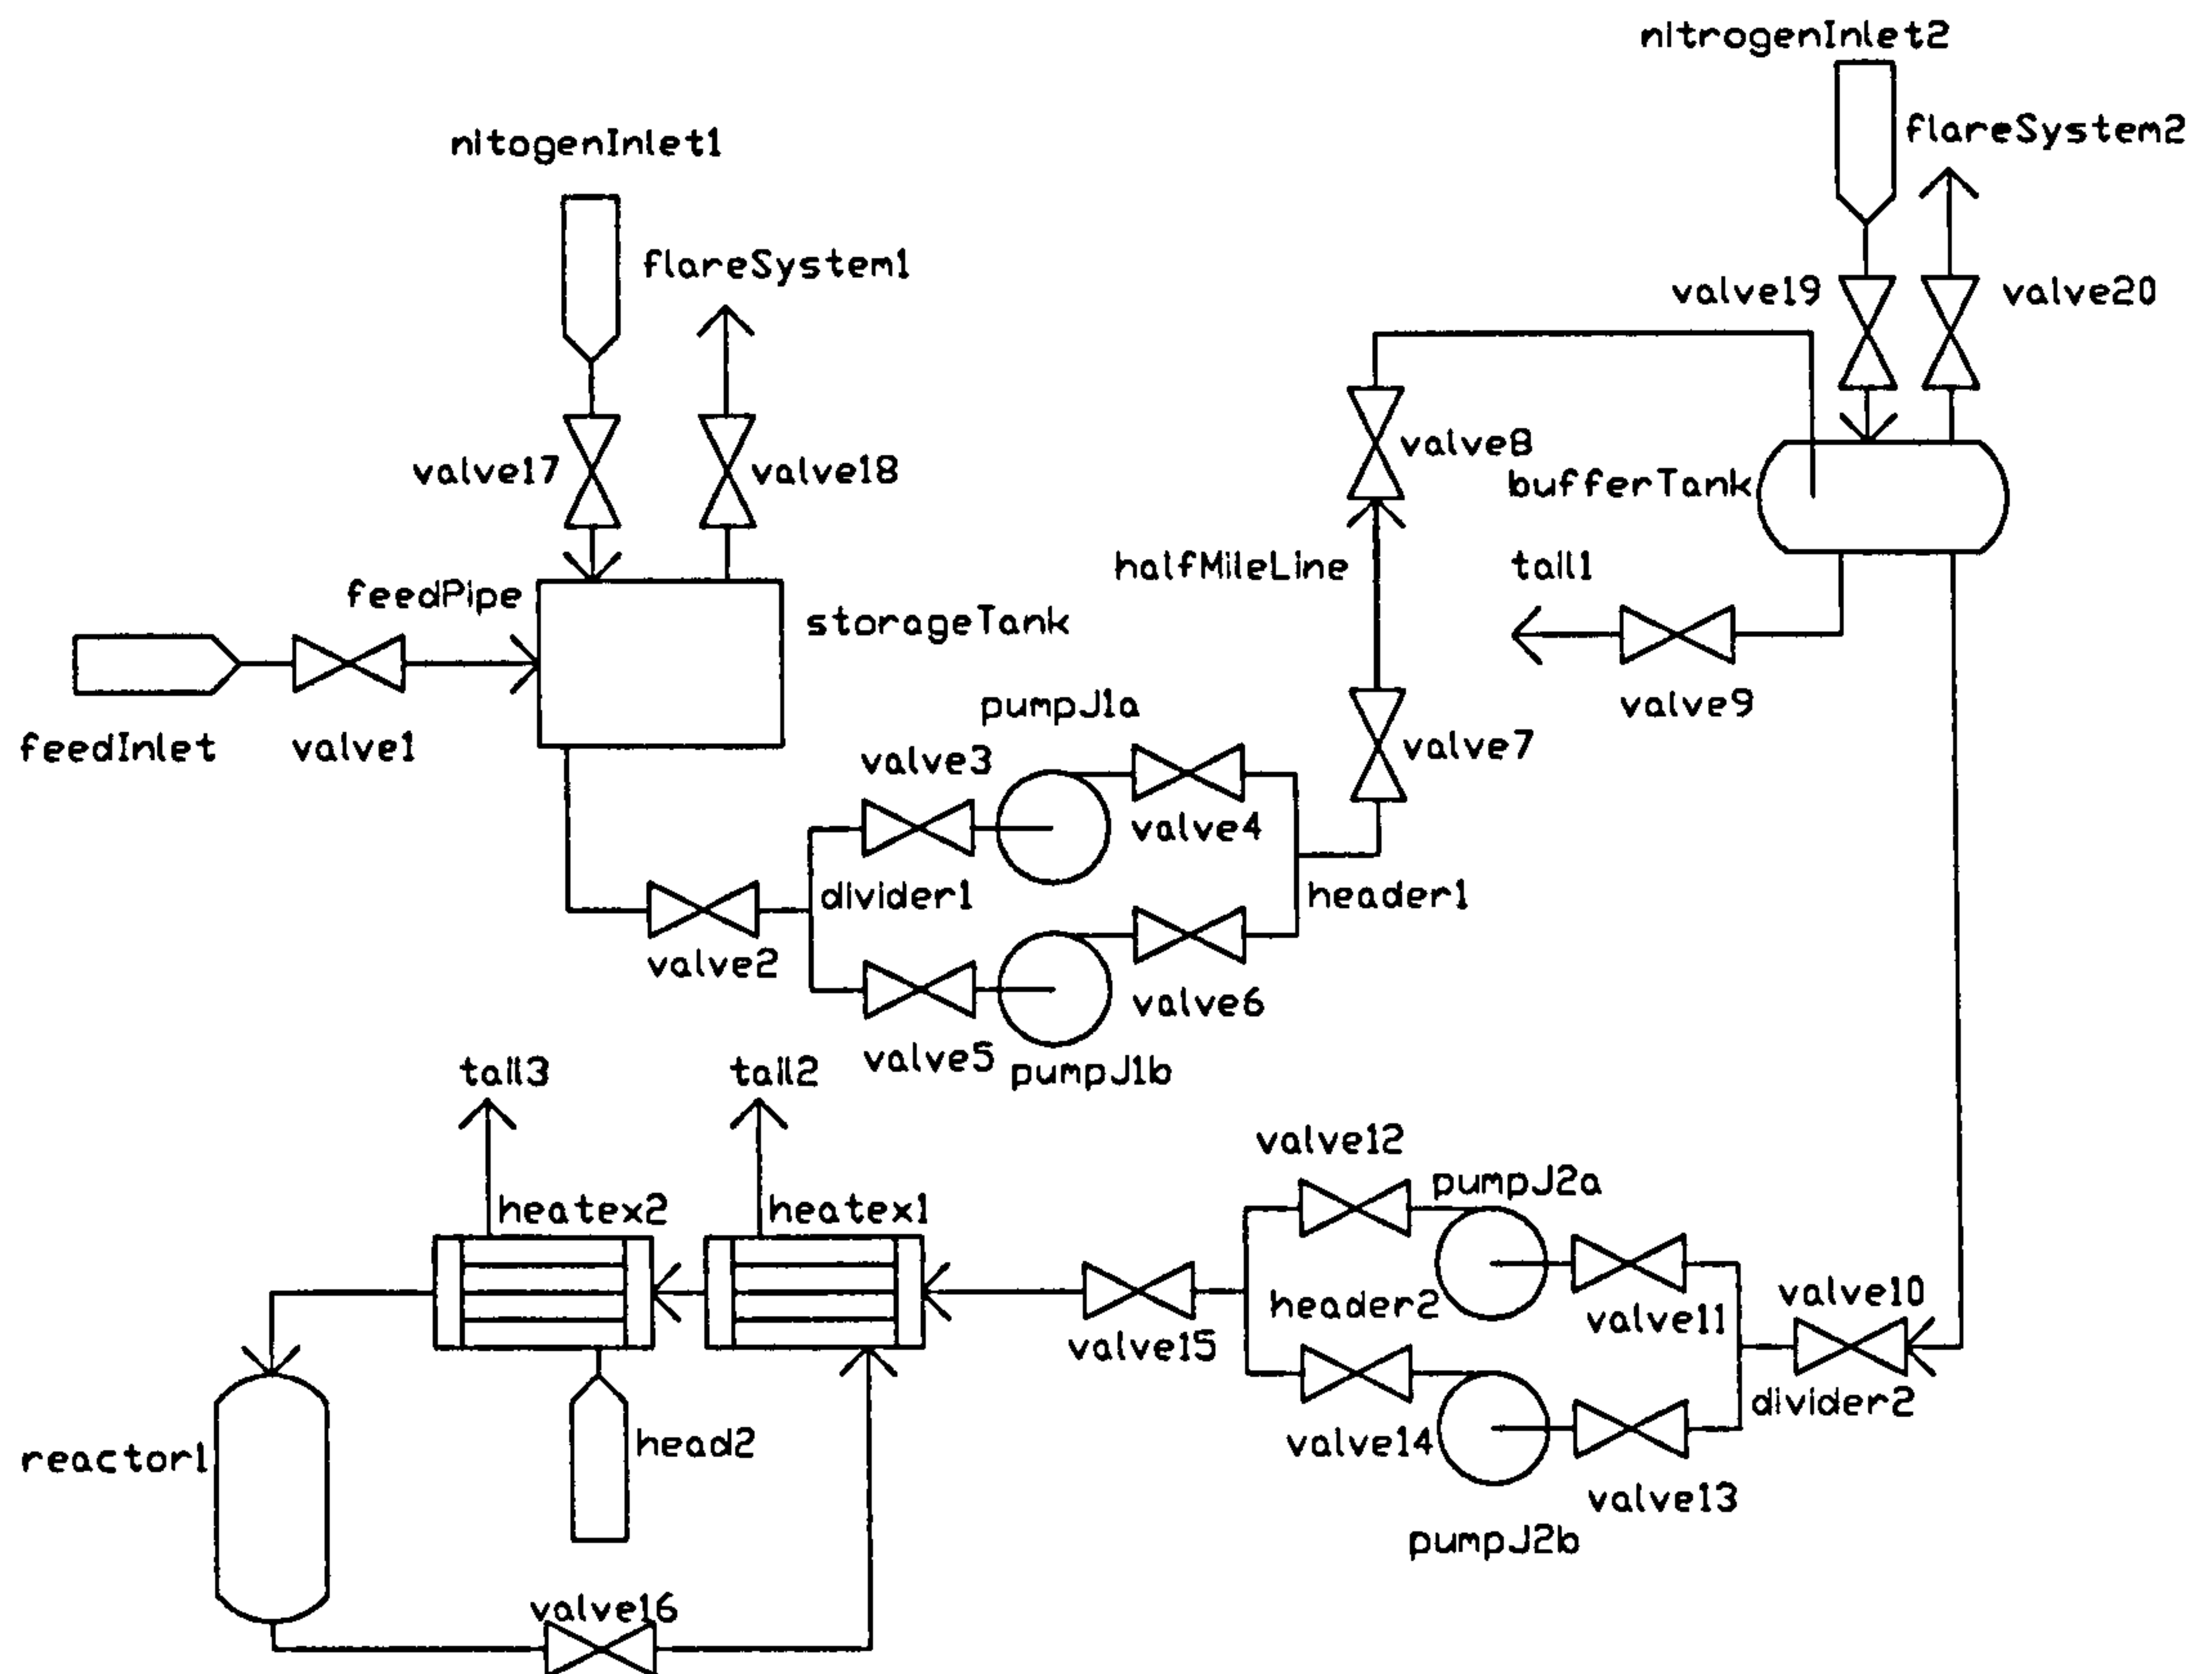 nitrogenInlet2
flareSystem2
nitogenInlet1
flareSystem1
valve19
valve20
valve17
valve18
valve8
bufferTank
halfMileLine
tail1
feedPipe
storageTank
pumpJ1a
valve9
feedInlet
valve1
valve3
valve7
valve4
divider1
header1
valve2
valve6
valve5
pumpJ1b
tail3
tail2
valve12
pumpJ2a
heatex2
heatex1
valve10
header2
valve11
valve15
divider2
reactor1
head2
valve14
valve13
pumpJ2b
valve16